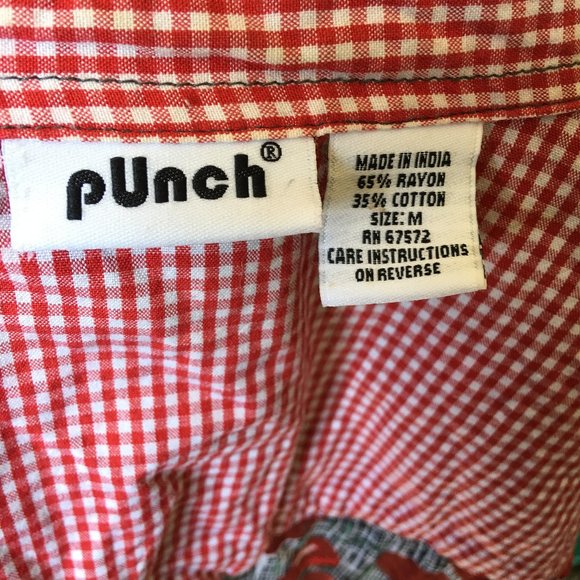 pUnch®
MADE IN INDIA
65% RAYON
35% COTTON
SIZE: M
RN 67572
CARE INSTRUCTIONS
ON REVERSE